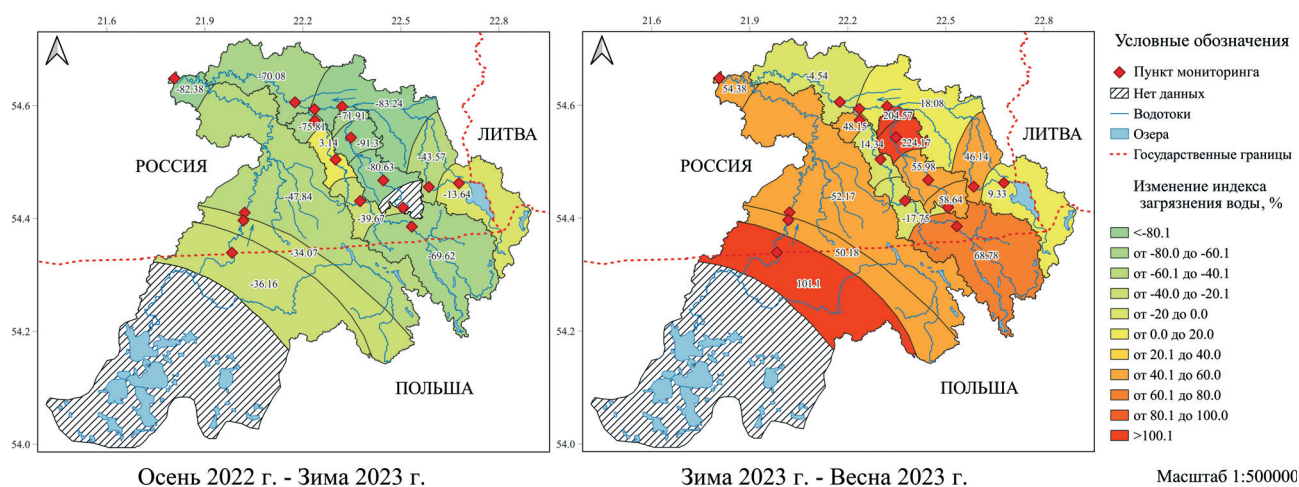 21.6 21.9 22.2 22.5 22.8
54.6
54.4
54.2
54.0
-82.38
-70.08
-83.24
-75.81
-71.91
3.14
-91.3
-80.63
-43.57
-13.64
-47.84
-39.67
-69.62
-34.07
-36.16
РОССИЯ
ЛИТВА
ПОЛЬША
Осень 2022 г. - Зима 2023 г.
21.6 21.9 22.2 22.5 22.8
54.38
-4.54
18.08
204.57
48.15
224.17
14.34
55.98
46.14
9.33
58.64
52.17
-17.75
68.78
50.18
101.1
РОССИЯ
ЛИТВА
ПОЛЬША
Зима 2023 г. - Весна 2023 г.
Условные обозначения
Пункт мониторинга
Нет данных
Водотоки
Озера
Государственные границы
Изменение индекса
загрязнения воды, %
<-80.1
от -80.0 до -60.1
от -60.1 до -40.1
от -40.0 до -20.1
от -20 до 0.0
от 0.0 до 20.0
от 20.1 до 40.0
от 40.1 до 60.0
от 60.1 до 80.0
от 80.1 до 100.0
>100.1
Масштаб 1:500000